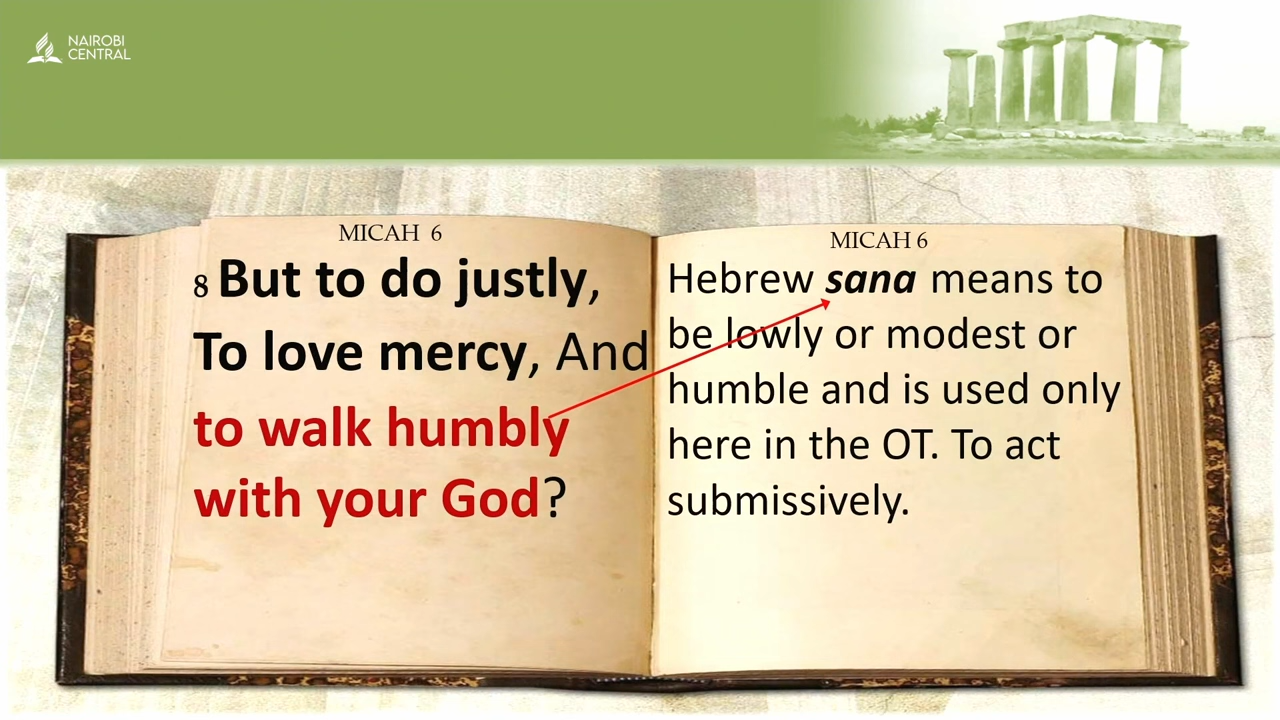 NAIROBI
CENTRAL
MICAH 6
8 But to do justly,
To love mercy, And
to walk humbly
with your God?
MICAH 6
Hebrew sana means to
be lowly or modest or
humble and is used only
here in the OT. To act
submissively.